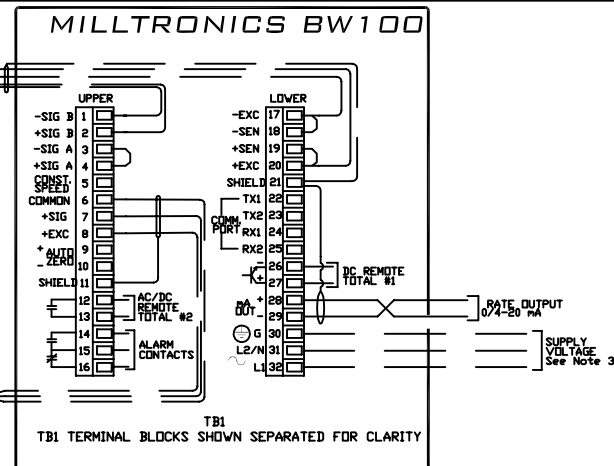 MILLTRONICS BW100
UPPER
-SIG B 1
+SIG B 2
-SIG A 3
+SIG A 4
CONST. SPEED 5
COMMON 6
+SIG 7
+EXC 8
+ AUTO 9
- ZERO 10
SHIELD 11
12
13
14
15
16
AC/DC
REMOTE
TOTAL #2
ALARM
CONTACTS
LOWER
-EXC 17
-SEN 18
+SEN 19
+EXC 20
SHIELD 21
TX1 22
TX2 23
RX1 24
RX2 25
COMM.
PORT
- 26
+ 27
mA
OUT
+ 28
- 29
G 30
L2/N 31
L1 32
DC REMOTE
TOTAL #1
RATE OUTPUT
0/4-20 mA
SUPPLY
VOLTAGE
See Note 3
TB1
TB1 TERMINAL BLOCKS SHOWN SEPARATED FOR CLARITY